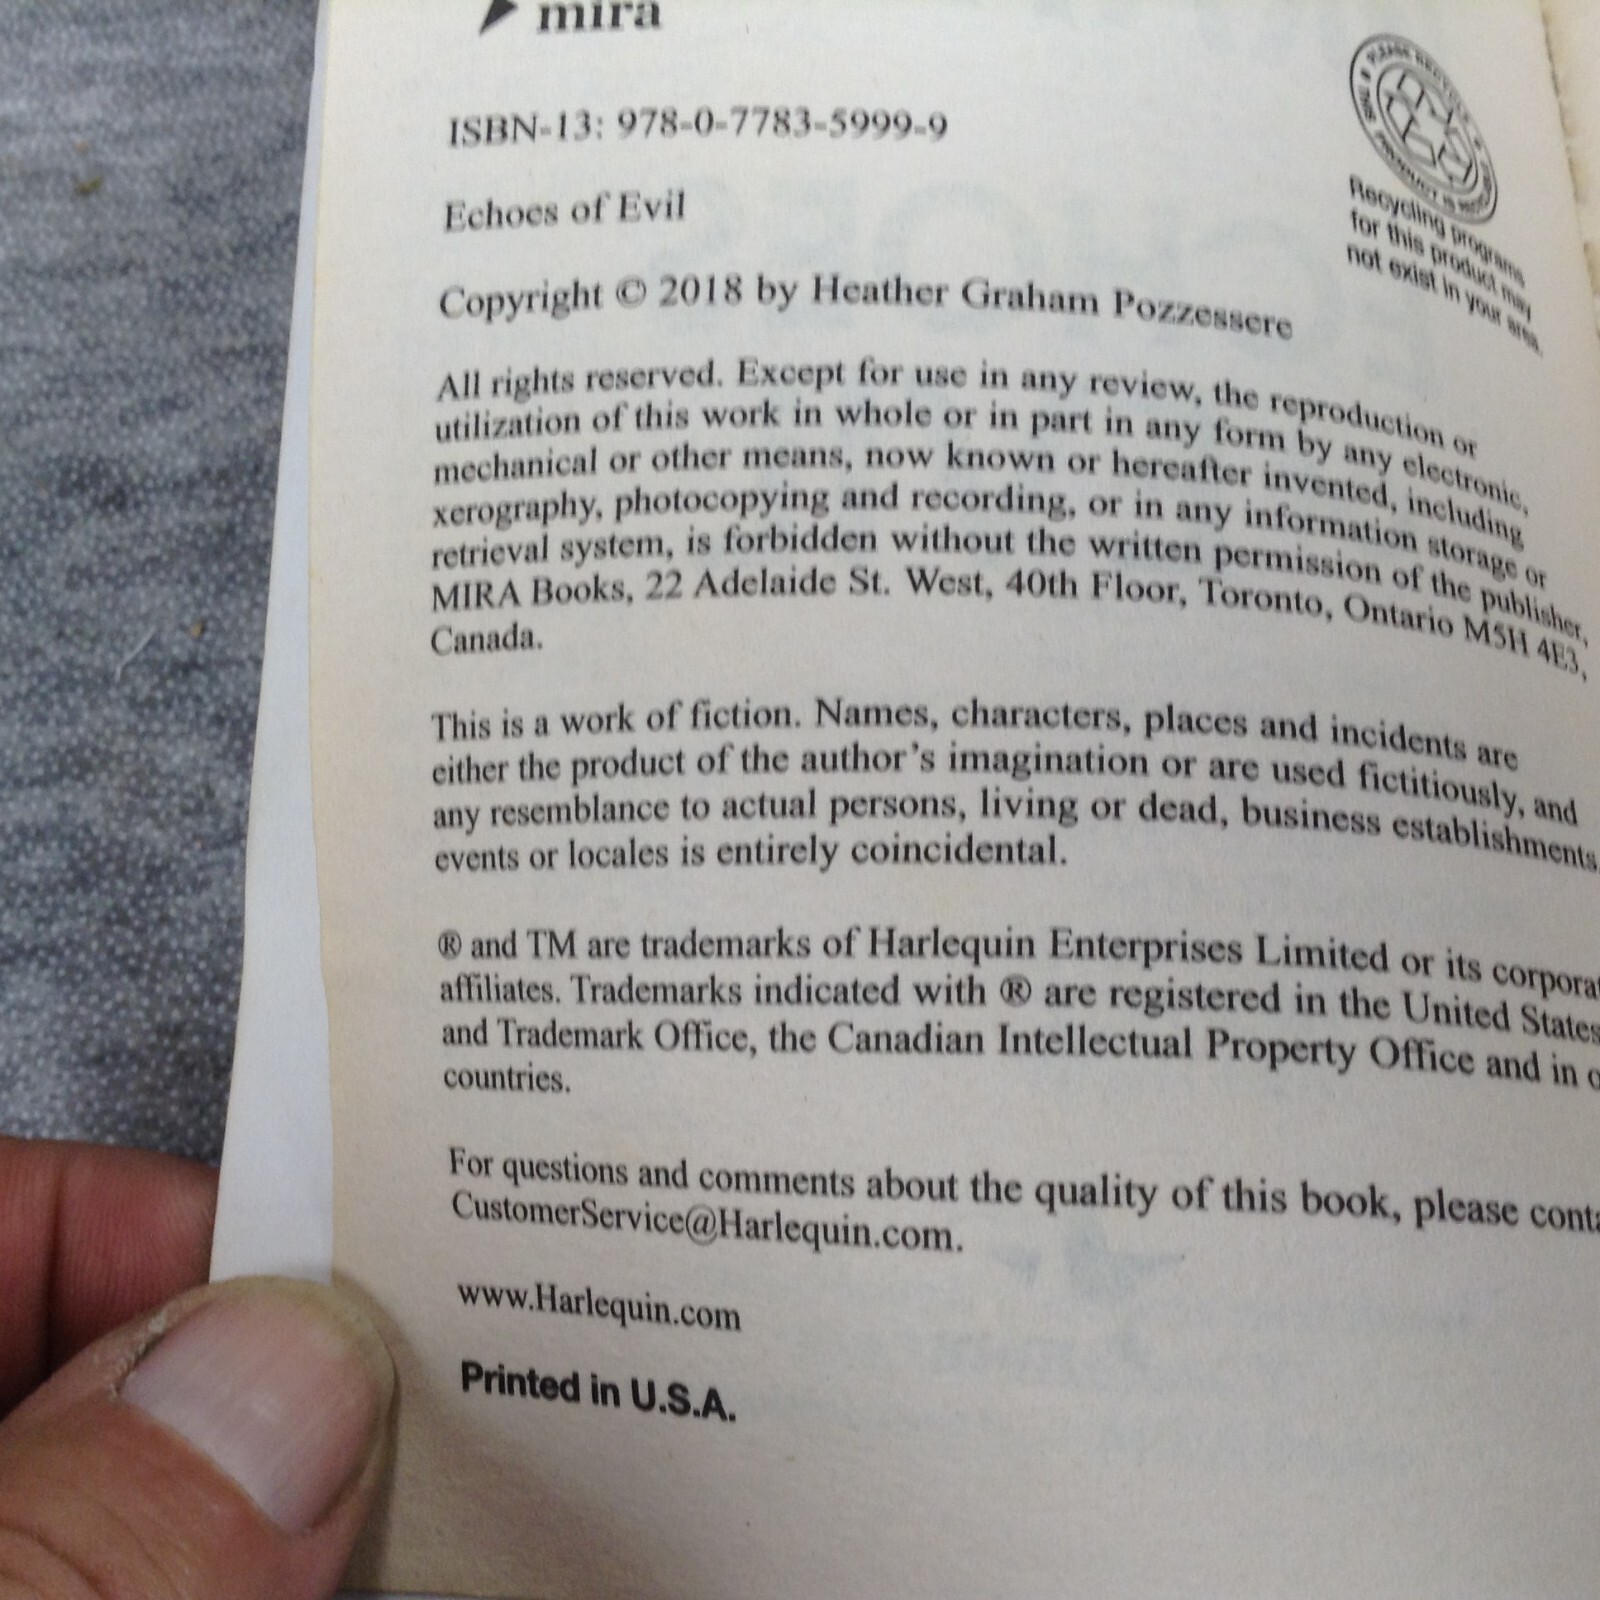 mira
ISBN-13: 978-0-7783-5999-9
Echoes of Evil
Copyright © 2018 by Heather Graham Pozzessere
All rights reserved. Except for use in any review, the reproduction or
utilization of this work in whole or in part in any form by any electronic,
mechanical or other means, now known or hereafter invented, including
xerography, photocopying and recording, or in any information storage or
retrieval system, is forbidden without the written permission of the publisher,
MIRA Books, 22 Adelaide St. West, 40th Floor, Toronto, Ontario M5H 4E3,
Canada.
This is a work of fiction. Names, characters, places and incidents are
either the product of the author's imagination or are used fictitiously, and
any resemblance to actual persons, living or dead, business establishments,
events or locales is entirely coincidental.
® and TM are trademarks of Harlequin Enterprises Limited or its corporat
affiliates. Trademarks indicated with ® are registered in the United States
and Trademark Office, the Canadian Intellectual Property Office and in o
countries.
For questions and comments about the quality of this book, please conta
CustomerService@Harlequin.com.
www.Harlequin.com
Printed in U.S.A.
PLEASE RECYCLE THIS PRODUCT IS
Recycling programs
for this product may
not exist in your area.